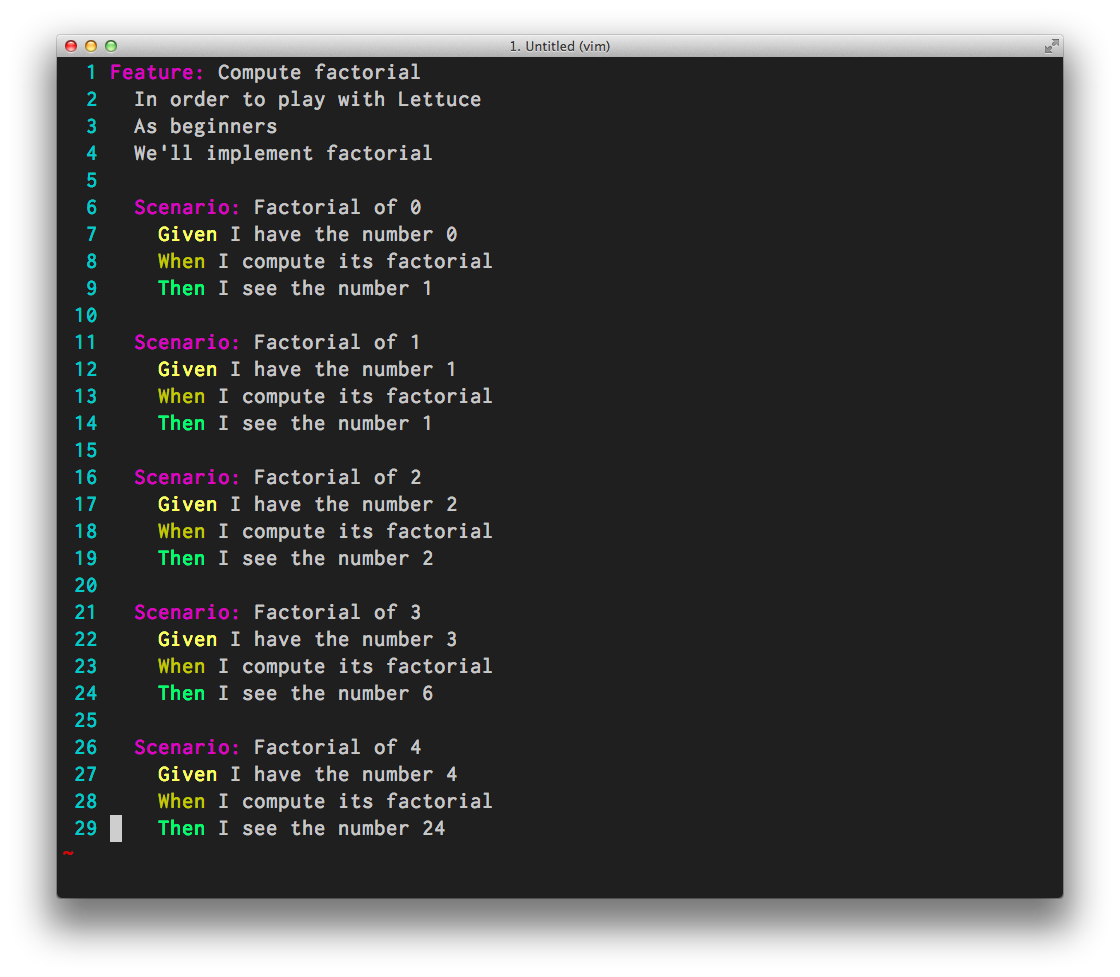 1. Untitled (vim)
1 Feature: Compute factorial
2 In order to play with Lettuce
3 As beginners
4 We'll implement factorial
5
6 Scenario: Factorial of 0
7 Given I have the number 0
8 When I compute its factorial
9 Then I see the number 1
10
11 Scenario: Factorial of 1
12 Given I have the number 1
13 When I compute its factorial
14 Then I see the number 1
15
16 Scenario: Factorial of 2
17 Given I have the number 2
18 When I compute its factorial
19 Then I see the number 2
20
21 Scenario: Factorial of 3
22 Given I have the number 3
23 When I compute its factorial
24 Then I see the number 6
25
26 Scenario: Factorial of 4
27 Given I have the number 4
28 When I compute its factorial
29 Then I see the number 24
~